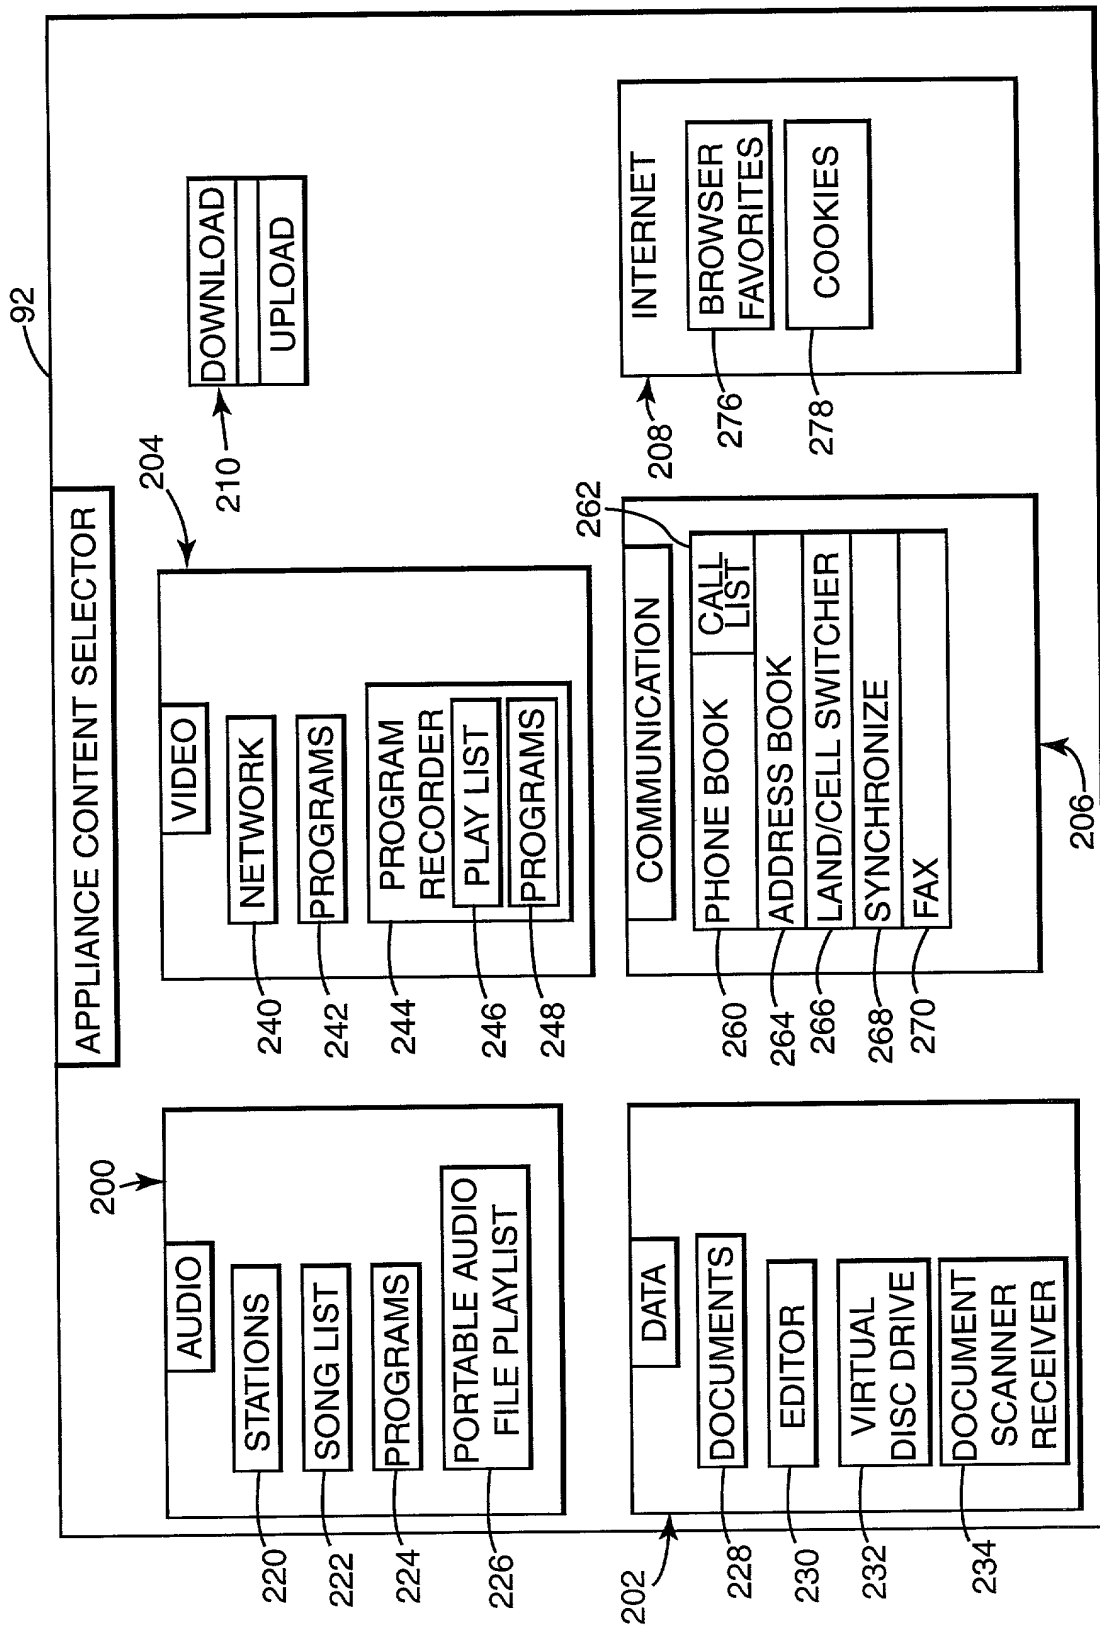 92
APPLIANCE CONTENT SELECTOR
200
AUDIO
220
STATIONS
222
SONG LIST
224
PROGRAMS
226
PORTABLE AUDIO
FILE PLAYLIST
204
VIDEO
240
NETWORK
242
PROGRAMS
244
PROGRAM
RECORDER
246
PLAY LIST
248
PROGRAMS
210
DOWNLOAD
UPLOAD
202
DATA
228
DOCUMENTS
230
EDITOR
232
VIRTUAL
DISC DRIVE
234
DOCUMENT
SCANNER
RECEIVER
206
COMMUNICATION
262
260
PHONE BOOK
CALL
LIST
264
ADDRESS BOOK
266
LAND/CELL SWITCHER
268
SYNCHRONIZE
270
FAX
208
INTERNET
276
BROWSER
FAVORITES
278
COOKIES